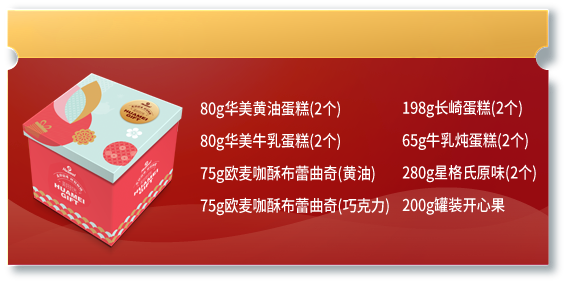 HUAMEI
GIFT
HUAMEI
GIFT
80g华美黄油蛋糕(2个)
80g华美牛乳蛋糕(2个)
75g欧麦咖酥布蕾曲奇(黄油)
75g欧麦咖酥布蕾曲奇(巧克力)
198g长崎蛋糕(2个)
65g牛乳炖蛋糕(2个)
280g星格氏原味(2个)
200g罐装开心果